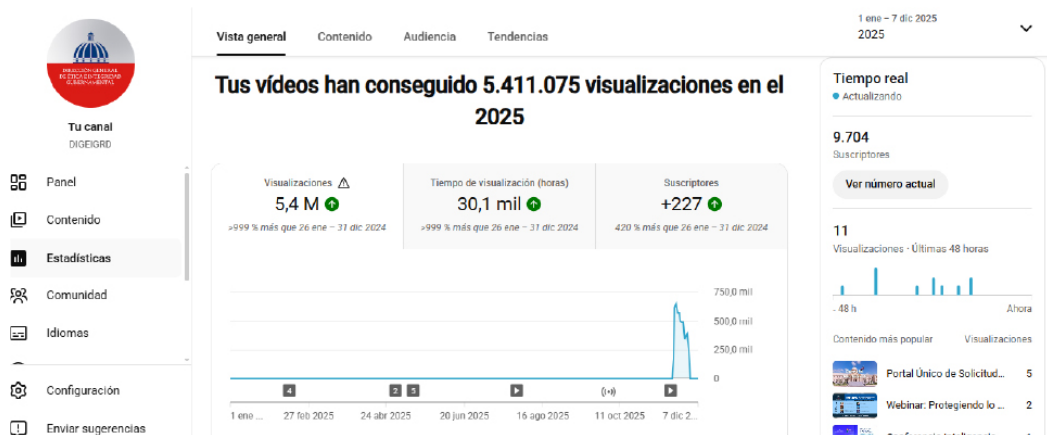 DIRECCIÓN GENERAL
DE ÉTICA E INTEGRIDAD
GUBERNAMENTAL
Tu canal
DIGEIGRD
Panel
Contenido
Estadísticas
Comunidad
Idiomas
Configuración
Enviar sugerencias
Vista general
Contenido
Audiencia
Tendencias
1 ene – 7 dic 2025
2025
Tus vídeos han conseguido 5.411.075 visualizaciones en el
2025
Visualizaciones
5,4 M
>999 % más que 26 ene – 31 dic 2024
Tiempo de visualización (horas)
30,1 mil
>999 % más que 26 ene – 31 dic 2024
Suscriptores
+227
420 % más que 26 ene – 31 dic 2024
750,0 mil
500,0 mil
250,0 mil
0
4
2
5
1 ene ...
27 feb 2025
24 abr 2025
20 jun 2025
16 ago 2025
11 oct 2025
7 dic 2...
Tiempo real
Actualizando
9.704
Suscriptores
Ver número actual
11
Visualizaciones · Últimas 48 horas
- 48 h
Ahora
Contenido más popular
Visualizaciones
Portal Único de Solicitud...
5
Webinar: Protegiendo lo ...
2